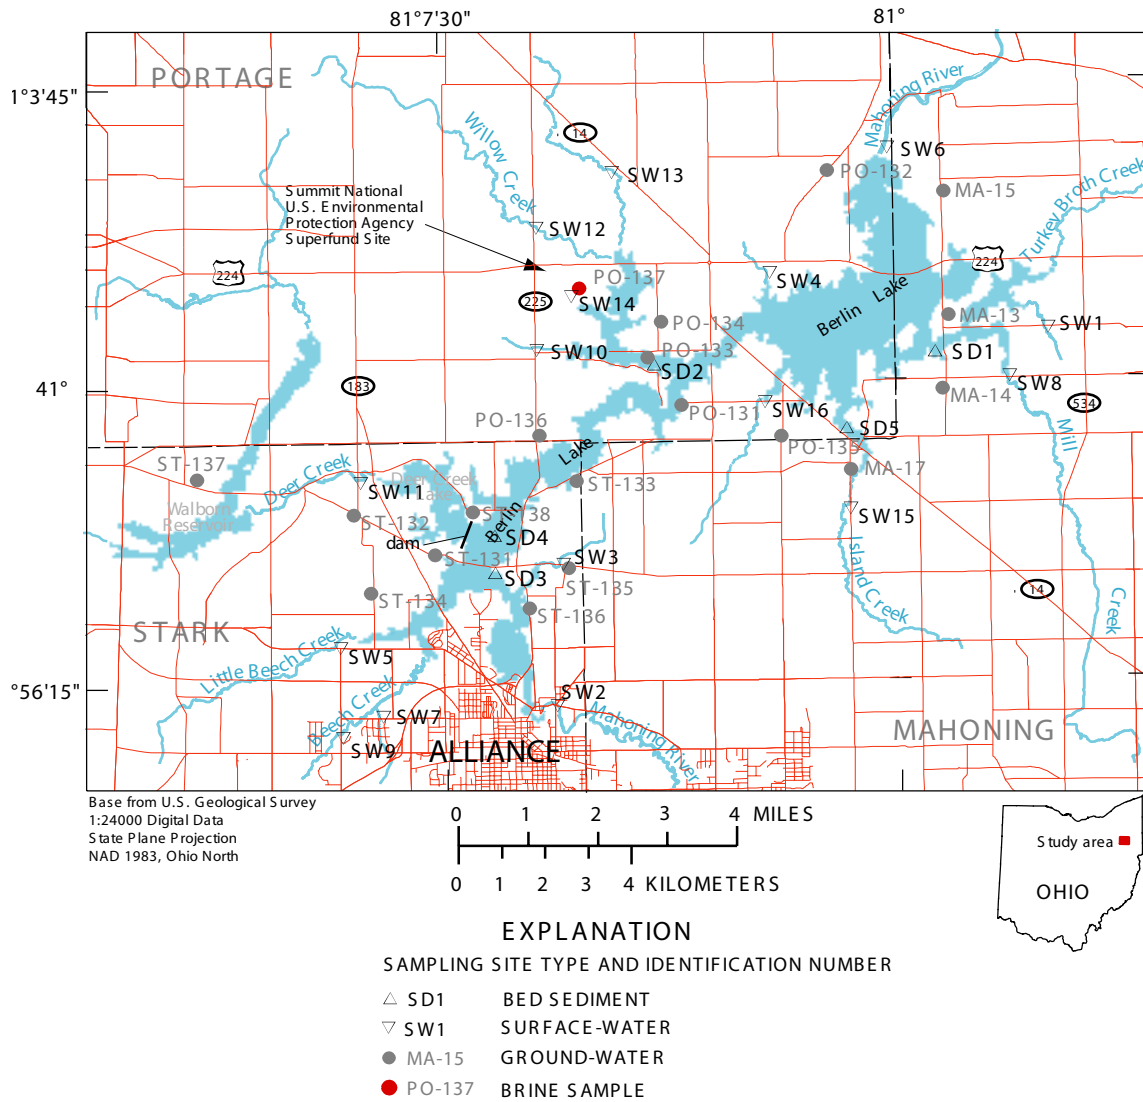 81°7'30"
81°
PORTAGE
1°3'45"
Mahoning River
Willow Creek
14
SW6
SW13
PO-132
MA-15
Turkey Broth Creek
Summit National
U.S. Environmental
Protection Agency
Superfund Site
SW12
224
224
PO-137
SW4
Berlin Lake
225
SW14
PO-134
MA-13
SW1
SW10
PO-133
SD1
SD2
SW8
41°
183
MA-14
534
PO-131
SW16
PO-136
SD5
Mill
PO-135
Lake
ST-137
Deer Creek
Deer Creek
Lake
MA-17
SW11
ST-133
Walborn
Reservoir
ST-132
ST-138
Berlin
SW15
dam
SD4
ST-131
SW3
SD3
ST-135
Island Creek
14
Creek
ST-134
ST-136
STARK
Little Beech Creek
SW5
°56'15"
SW2
Beech Creek
SW7
Mahoning River
MAHONING
SW9
ALLIANCE
Base from U.S. Geological Survey
1:24000 Digital Data
State Plane Projection
NAD 1983, Ohio North
0 1 2 3 4 MILES
0 1 2 3 4 KILOMETERS
Study area
OHIO
EXPLANATION
SAMPLING SITE TYPE AND IDENTIFICATION NUMBER
SD1 BED SEDIMENT
SW1 SURFACE-WATER
MA-15 GROUND-WATER
PO-137 BRINE SAMPLE